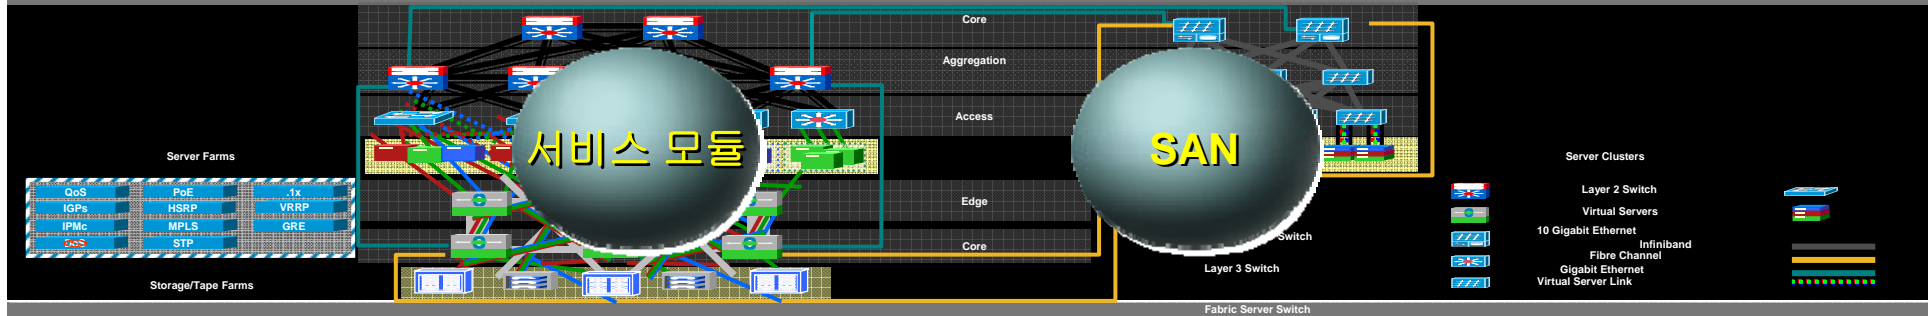 Core
Aggregation
Access
서비스 모듈
SAN
Server Farms
Server Clusters
QoS
PoE
.1x
IGPs
HSRP
VRRP
IPMc
MPLS
GRE
STP
Edge
Core
Layer 2 Switch
Virtual Servers
10 Gigabit Ethernet
Switch
Infiniband
Fibre Channel
Layer 3 Switch
Gigabit Ethernet
Virtual Server Link
Storage/Tape Farms
Fabric Server Switch